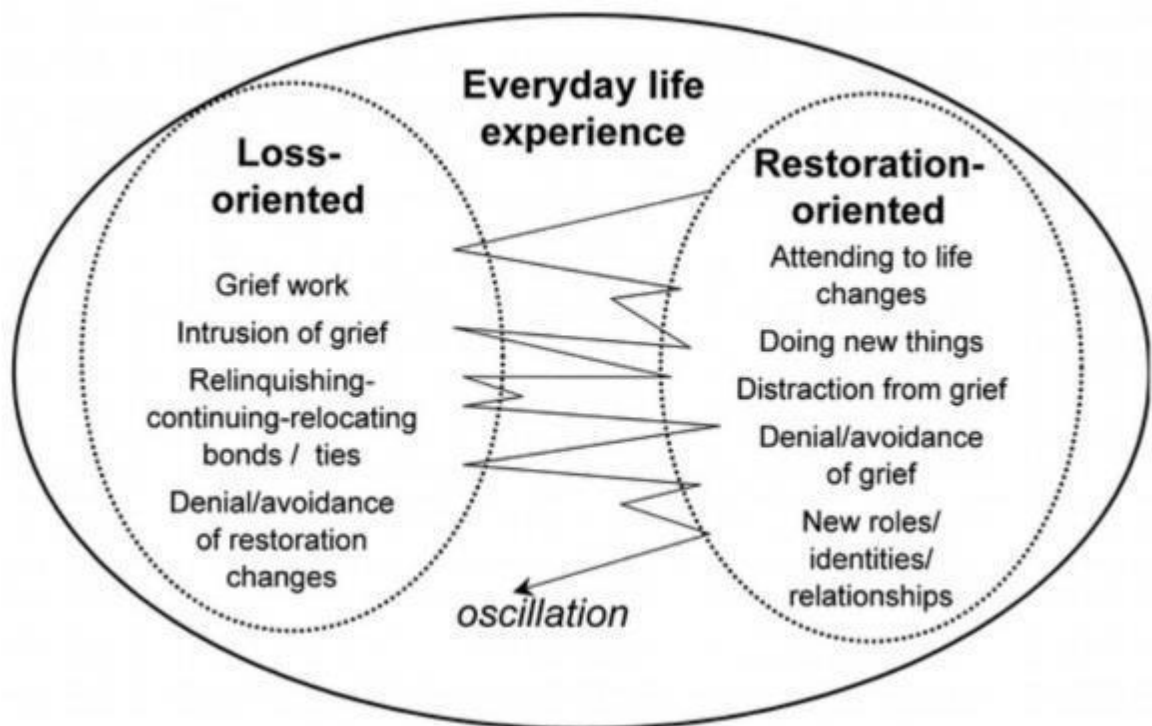 Everyday life
experience
Loss-
oriented
Grief work
Intrusion of grief
Relinquishing-
continuing-relocating
bonds / ties
Denial/avoidance
of restoration
changes
Restoration-
oriented
Attending to life
changes
Doing new things
Distraction from grief
Denial/avoidance
of grief
New roles/
identities/
relationships
oscillation